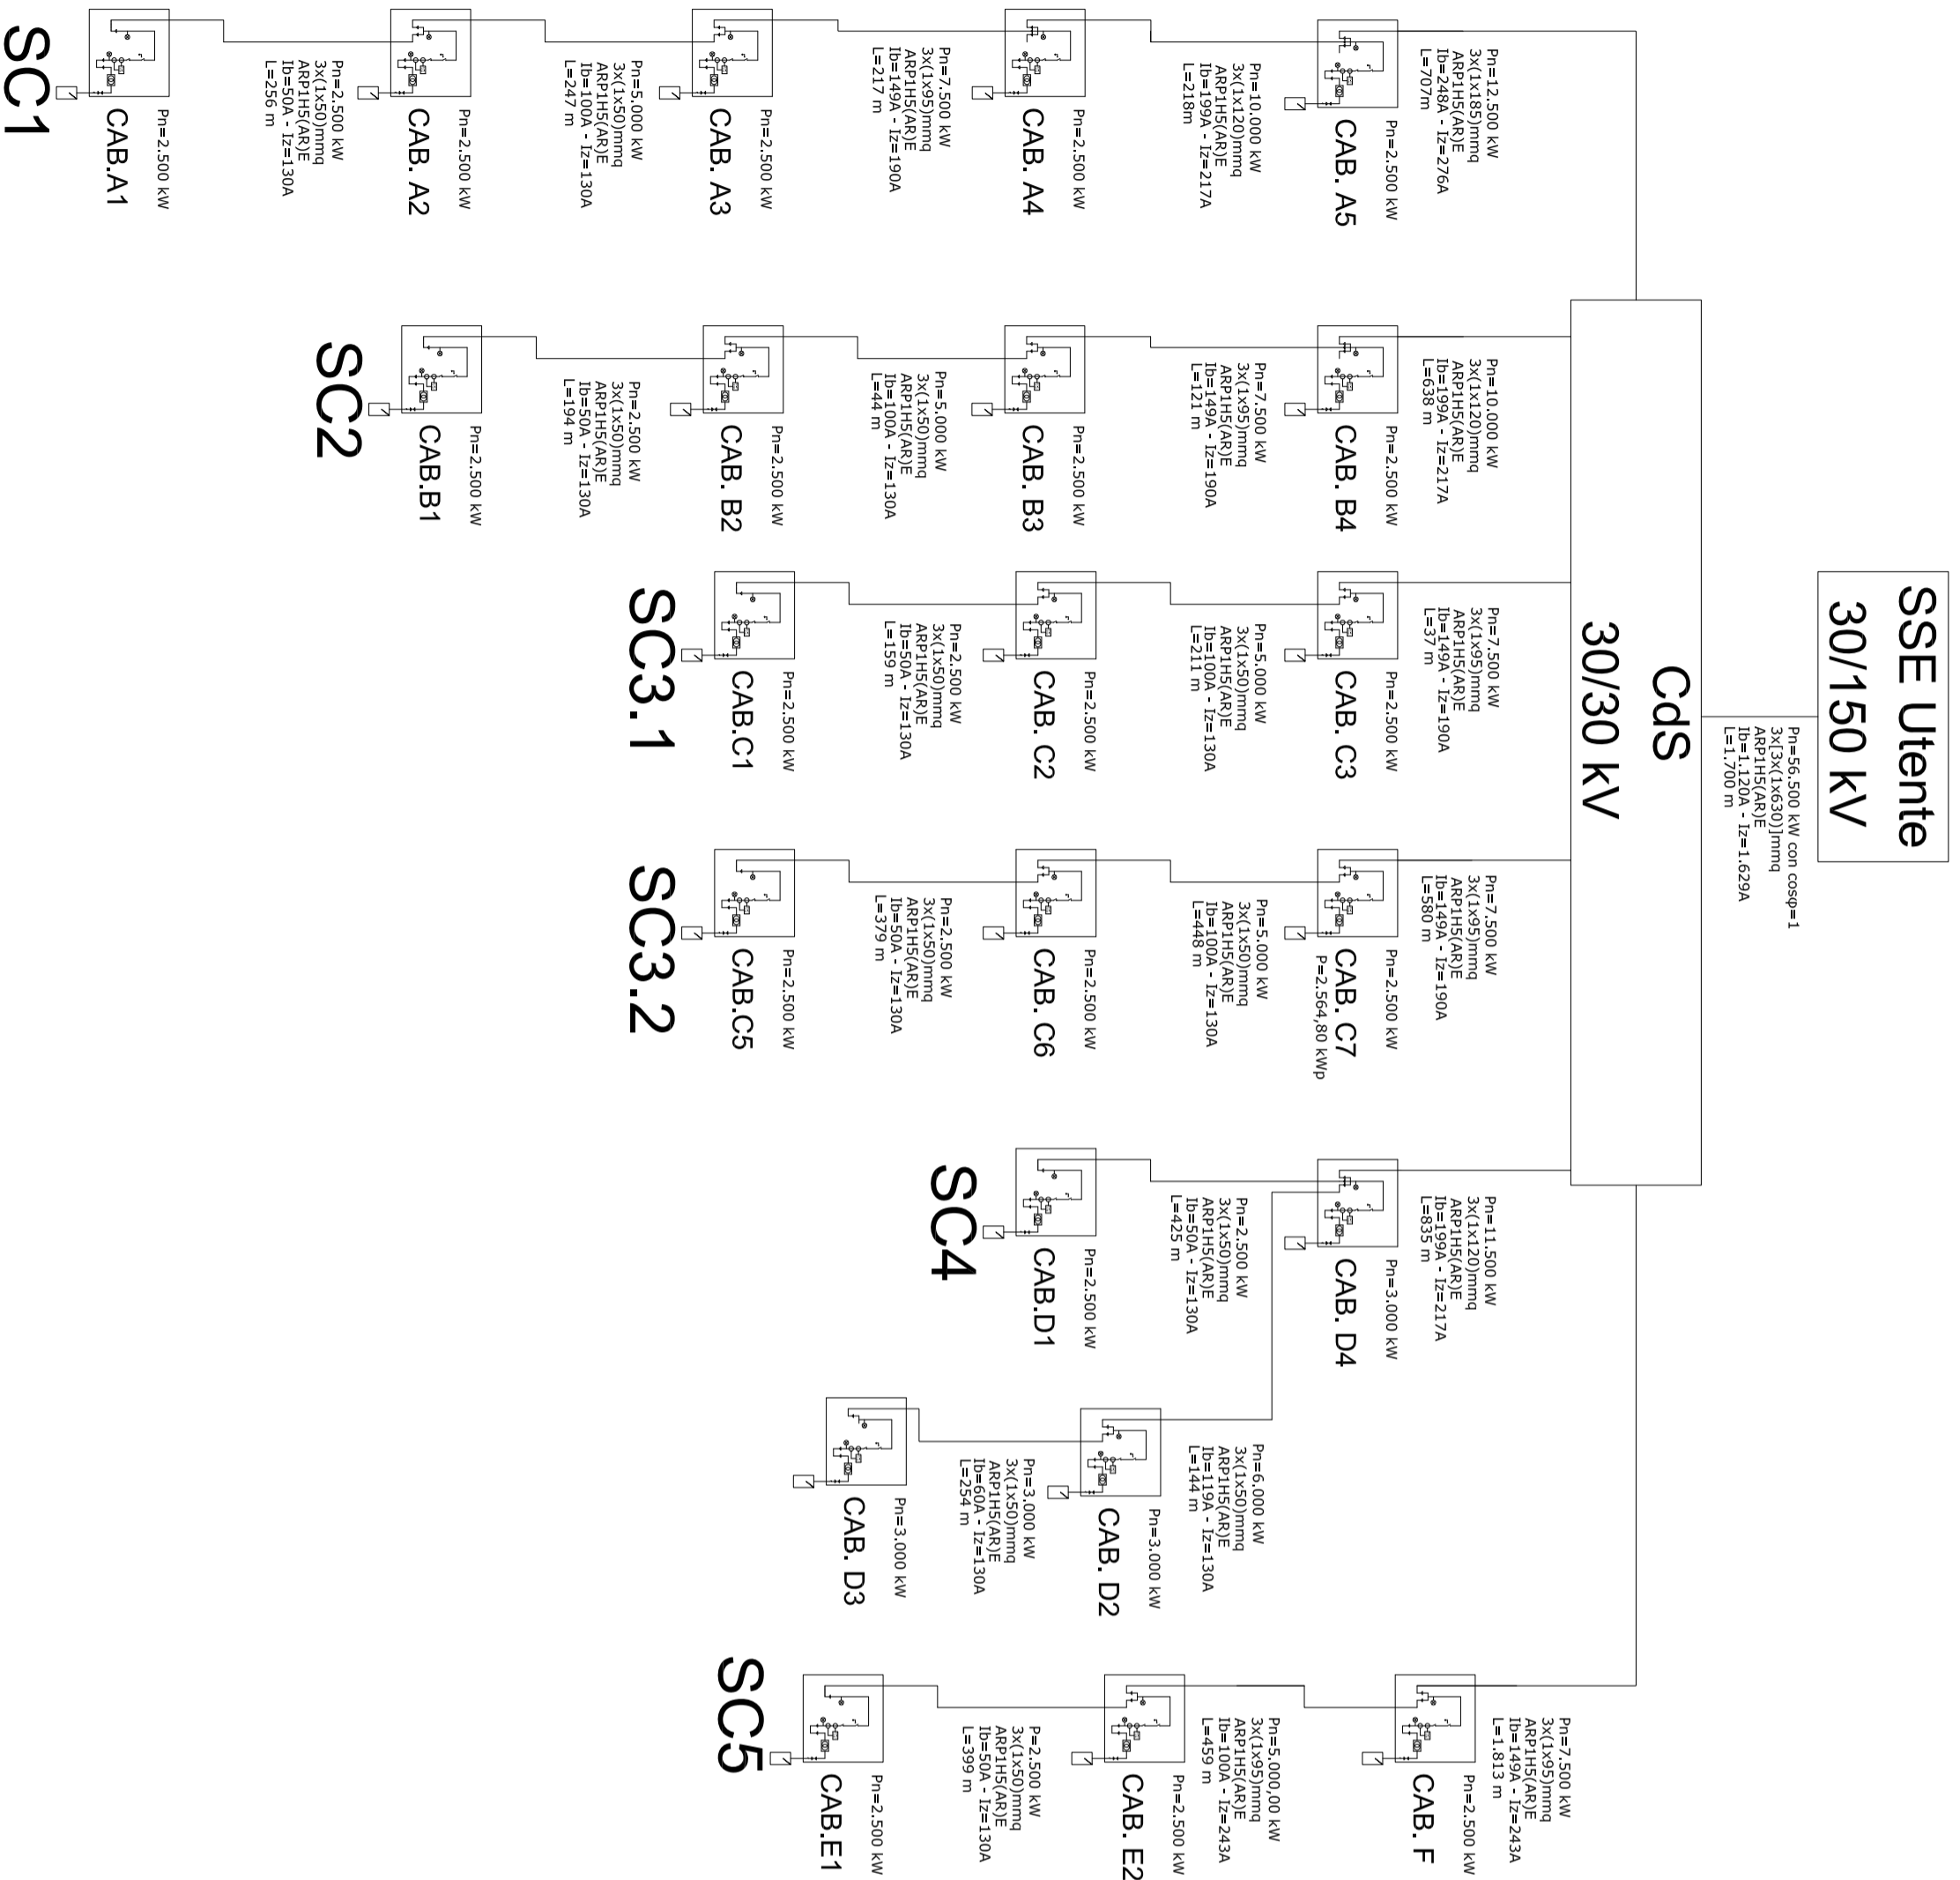 SSE Utente
30/150 kV
Pn=56.500 kW con cosφ=1
3x[3x(1x630)]mmq
ARP1H5(AR)E
Ib=1.120A - Iz=1.629A
L=1.700 m
CdS
30/30 kV
Pn=12.500 kW
3x(1x185)mmq
ARP1H5(AR)E
Ib=248A - Iz=276A
L=707m
Pn=2.500 kW
CAB. A5
Pn=10.000 kW
3x(1x120)mmq
ARP1H5(AR)E
Ib=199A - Iz=217A
L=218m
Pn=2.500 kW
CAB. A4
Pn=7.500 kW
3x(1x95)mmq
ARP1H5(AR)E
Ib=149A - Iz=190A
L=217 m
Pn=2.500 kW
CAB. A3
Pn=5.000 kW
3x(1x50)mmq
ARP1H5(AR)E
Ib=100A - Iz=130A
L=247 m
Pn=2.500 kW
CAB. A2
Pn=2.500 kW
3x(1x50)mmq
ARP1H5(AR)E
Ib=50A - Iz=130A
L=256 m
Pn=2.500 kW
CAB.A1
SC1
Pn=10.000 kW
3x(1x120)mmq
ARP1H5(AR)E
Ib=199A - Iz=217A
L=638 m
Pn=2.500 kW
CAB. B4
Pn=7.500 kW
3x(1x95)mmq
ARP1H5(AR)E
Ib=149A - Iz=190A
L=121 m
Pn=2.500 kW
CAB. B3
Pn=5.000 kW
3x(1x50)mmq
ARP1H5(AR)E
Ib=100A - Iz=130A
L=44 m
Pn=2.500 kW
CAB. B2
Pn=2.500 kW
3x(1x50)mmq
ARP1H5(AR)E
Ib=50A - Iz=130A
L=194 m
Pn=2.500 kW
CAB.B1
SC2
Pn=7.500 kW
3x(1x95)mmq
ARP1H5(AR)E
Ib=149A - Iz=190A
L=37 m
Pn=2.500 kW
CAB. C3
Pn=5.000 kW
3x(1x50)mmq
ARP1H5(AR)E
Ib=100A - Iz=130A
L=211 m
Pn=2.500 kW
CAB. C2
Pn=2.500 kW
3x(1x50)mmq
ARP1H5(AR)E
Ib=50A - Iz=130A
L=159 m
Pn=2.500 kW
CAB.C1
SC3.1
Pn=7.500 kW
3x(1x95)mmq
ARP1H5(AR)E
Ib=149A - Iz=190A
L=580 m
Pn=2.500 kW
CAB. C7
P=2.564,80 kWp
Pn=5.000 kW
3x(1x50)mmq
ARP1H5(AR)E
Ib=100A - Iz=130A
L=448 m
Pn=2.500 kW
CAB. C6
Pn=2.500 kW
3x(1x50)mmq
ARP1H5(AR)E
Ib=50A - Iz=130A
L=379 m
Pn=2.500 kW
CAB.C5
SC3.2
Pn=11.500 kW
3x(1x120)mmq
ARP1H5(AR)E
Ib=199A - Iz=217A
L=835 m
Pn=3.000 kW
CAB. D4
Pn=2.500 kW
3x(1x50)mmq
ARP1H5(AR)E
Ib=50A - Iz=130A
L=425 m
Pn=2.500 kW
CAB.D1
SC4
Pn=6.000 kW
3x(1x50)mmq
ARP1H5(AR)E
Ib=119A - Iz=130A
L=144 m
Pn=3.000 kW
CAB. D2
Pn=3.000 kW
3x(1x50)mmq
ARP1H5(AR)E
Ib=60A - Iz=130A
L=254 m
Pn=3.000 kW
CAB. D3
Pn=7.500 kW
3x(1x95)mmq
ARP1H5(AR)E
Ib=149A - Iz=243A
L=1.813 m
Pn=2.500 kW
CAB. F
Pn=5.000,00 kW
3x(1x95)mmq
ARP1H5(AR)E
Ib=100A - Iz=243A
L=459 m
Pn=2.500 kW
CAB. E2
P=2.500 kW
3x(1x50)mmq
ARP1H5(AR)E
Ib=50A - Iz=130A
L=399 m
Pn=2.500 kW
CAB.E1
SC5